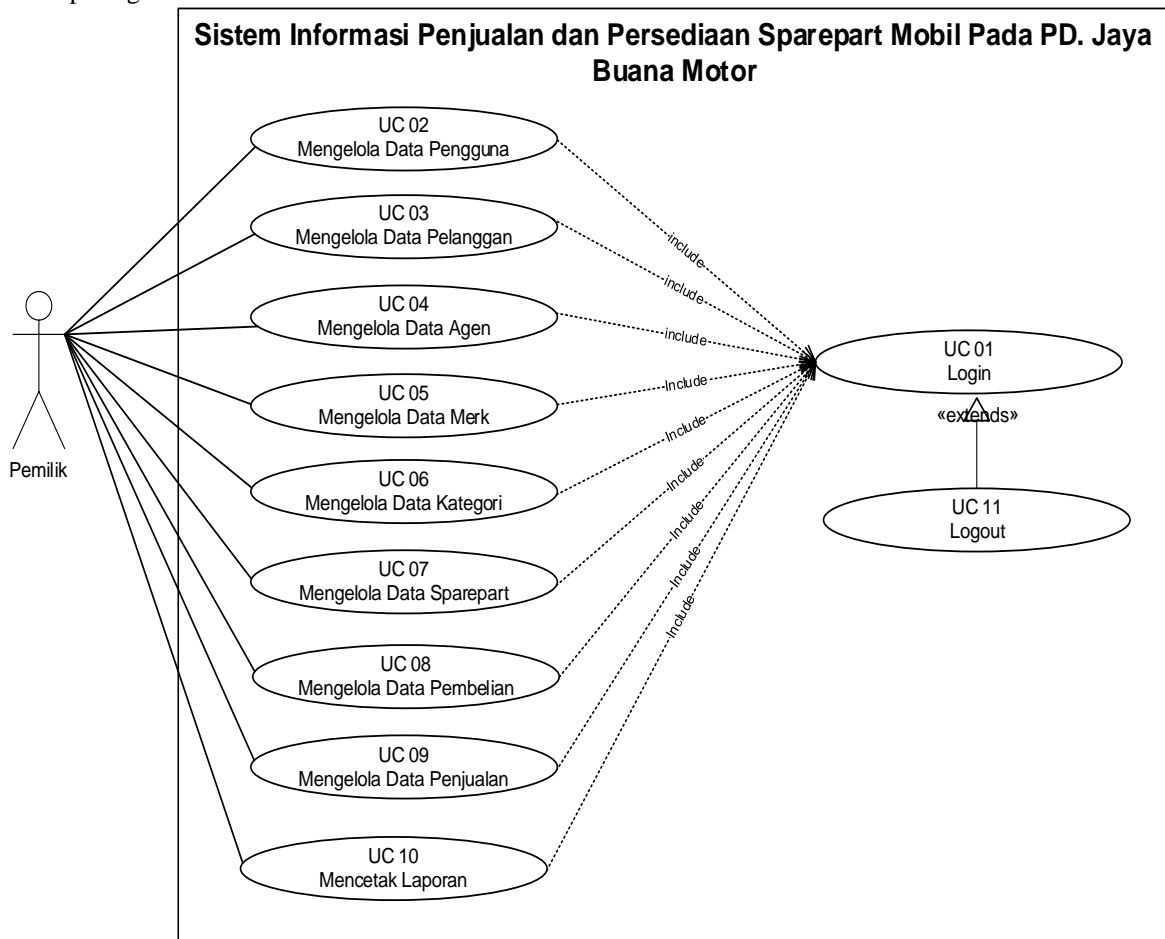 Sistem Informasi Penjualan dan Persediaan Sparepart Mobil Pada PD. Jaya
Buana Motor
UC 02
Mengelola Data Pengguna
UC 03
Mengelola Data Pelanggan
UC 04
Mengelola Data Agen
UC 05
Mengelola Data Merk
UC 06
Mengelola Data Kategori
UC 07
Mengelola Data Sparepart
UC 08
Mengelola Data Pembelian
UC 09
Mengelola Data Penjualan
UC 10
Mencetak Laporan
Pemilik
include
include
include
Include
Include
Include
Include
Include
Include
UC 01
Login
«extends»
UC 11
Logout